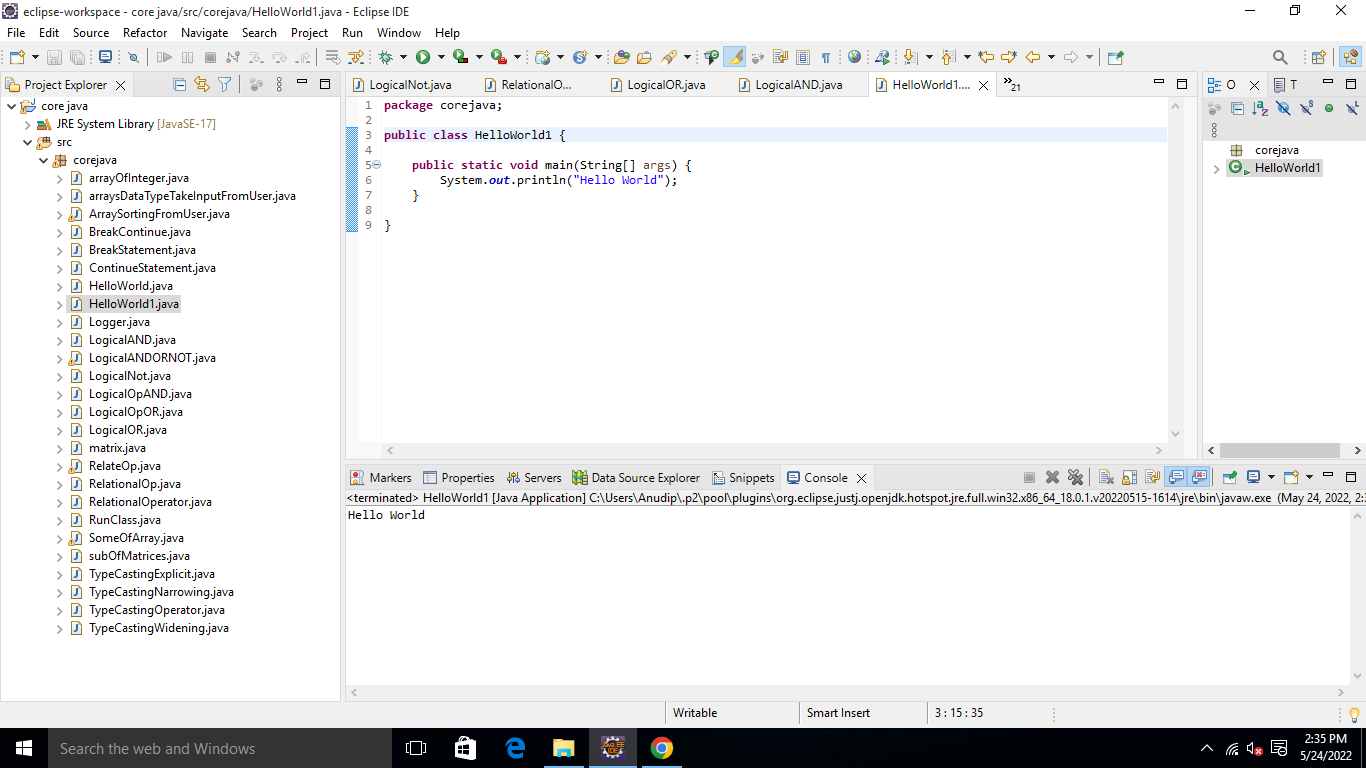 eclipse-workspace - core java/src/corejava/HelloWorld1.java - Eclipse IDE
File Edit Source Refactor Navigate Search Project Run Window Help
Project Explorer
core java
JRE System Library [JavaSE-17]
src
corejava
arrayOfInteger.java
arraysDataTypeTakeInputFromUser.java
ArraySortingFromUser.java
BreakContinue.java
BreakStatement.java
ContinueStatement.java
HelloWorld.java
HelloWorld1.java
Logger.java
LogicalAND.java
LogicalANDORNOT.java
LogicalNot.java
LogicalOpAND.java
LogicalOpOR.java
LogicalOR.java
matrix.java
RelateOp.java
RelationalOp.java
RelationalOperator.java
RunClass.java
SomeOfArray.java
subOfMatrices.java
TypeCastingExplicit.java
TypeCastingNarrowing.java
TypeCastingOperator.java
TypeCastingWidening.java
LogicalNot.java RelationalO... LogicalOR.java LogicalAND.java HelloWorld1.... »21
1 package corejava;
2
3 public class HelloWorld1 {
4
5 public static void main(String[] args) {
6 System.out.println("Hello World");
7 }
8
9 }
O T
corejava
HelloWorld1
Markers Properties Servers Data Source Explorer Snippets Console
<terminated> HelloWorld1 [Java Application] C:\Users\Anudip\.p2\pool\plugins\org.eclipse.justj.openjdk.hotspot.jre.full.win32.x86_64_18.0.1.v20220515-1614\jre\bin\javaw.exe (May 24, 2022, 2:3
Hello World
Writable Smart Insert 3 : 15 : 35
Search the web and Windows
2:35 PM
5/24/2022